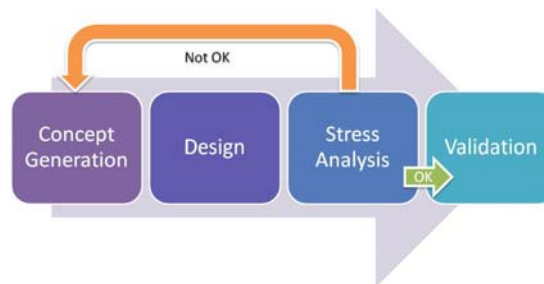 Not OK
Concept
Generation
Design
Stress
Analysis
OK
Validation